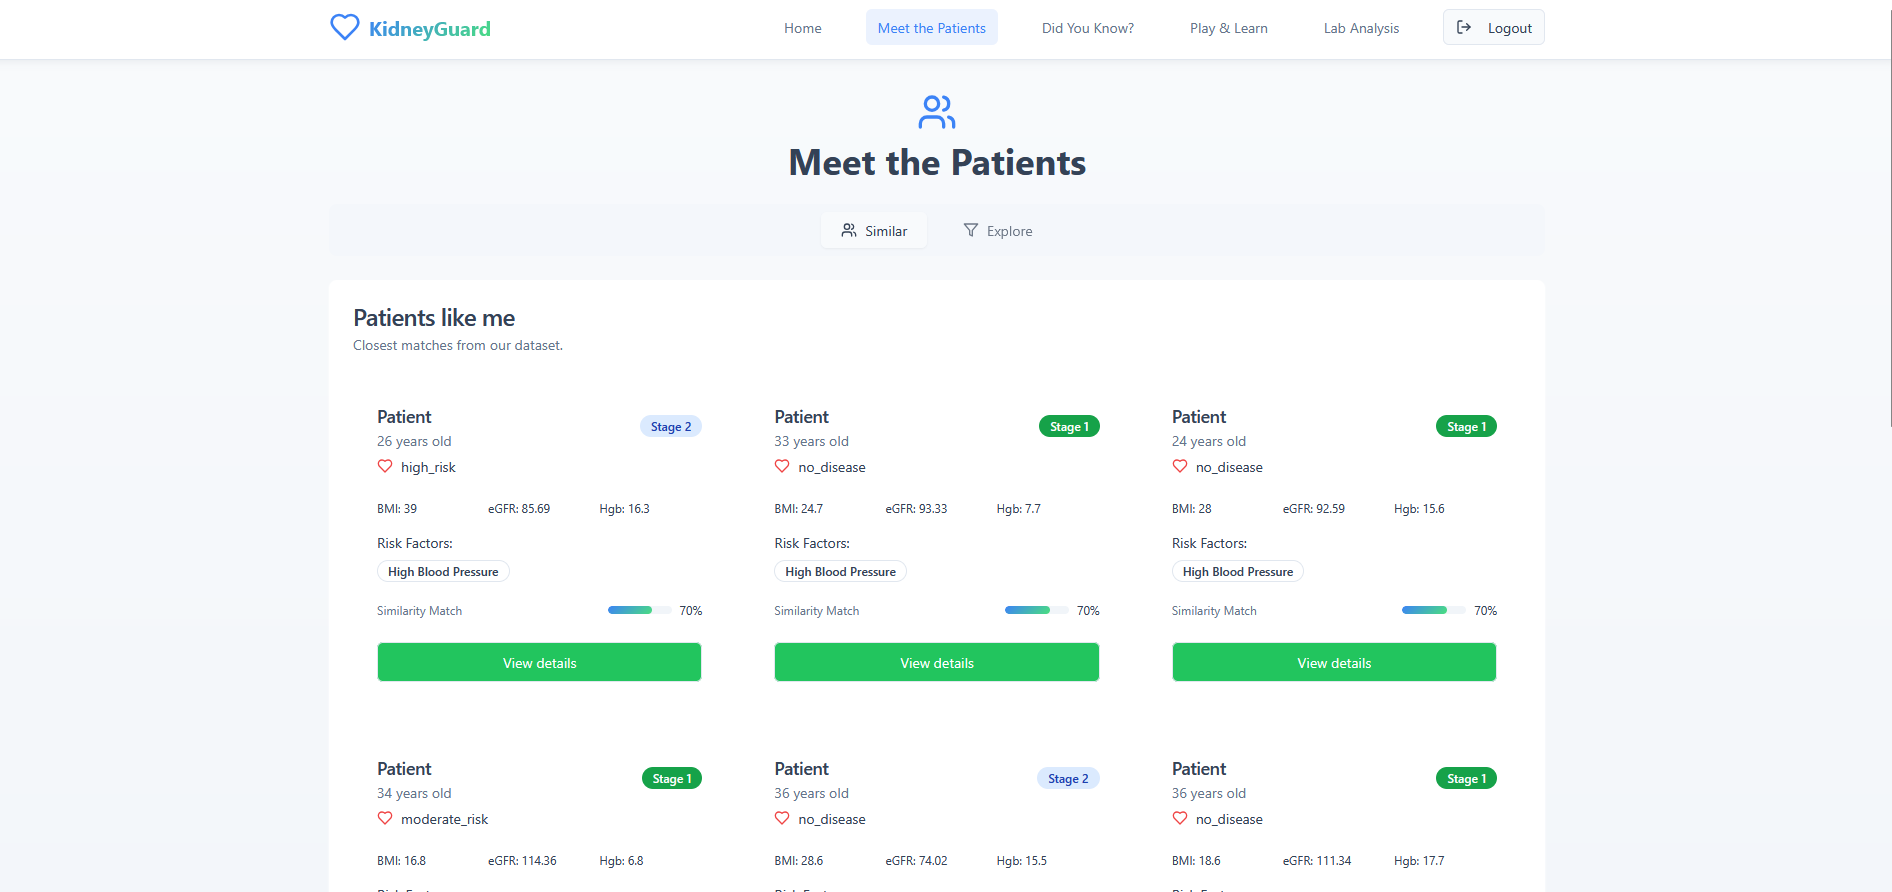 KidneyGuard
Home
Meet the Patients
Did You Know?
Play & Learn
Lab Analysis
Logout
Meet the Patients
Similar
Explore
Patients like me
Closest matches from our dataset.
Patient
Stage 2
26 years old
high_risk
BMI: 39 eGFR: 85.69 Hgb: 16.3
Risk Factors:
High Blood Pressure
Similarity Match 70%
View details
Patient
Stage 1
33 years old
no_disease
BMI: 24.7 eGFR: 93.33 Hgb: 7.7
Risk Factors:
High Blood Pressure
Similarity Match 70%
View details
Patient
Stage 1
24 years old
no_disease
BMI: 28 eGFR: 92.59 Hgb: 15.6
Risk Factors:
High Blood Pressure
Similarity Match 70%
View details
Patient
Stage 1
34 years old
moderate_risk
BMI: 16.8 eGFR: 114.36 Hgb: 6.8
Patient
Stage 2
36 years old
no_disease
BMI: 28.6 eGFR: 74.02 Hgb: 15.5
Patient
Stage 1
36 years old
no_disease
BMI: 18.6 eGFR: 111.34 Hgb: 17.7